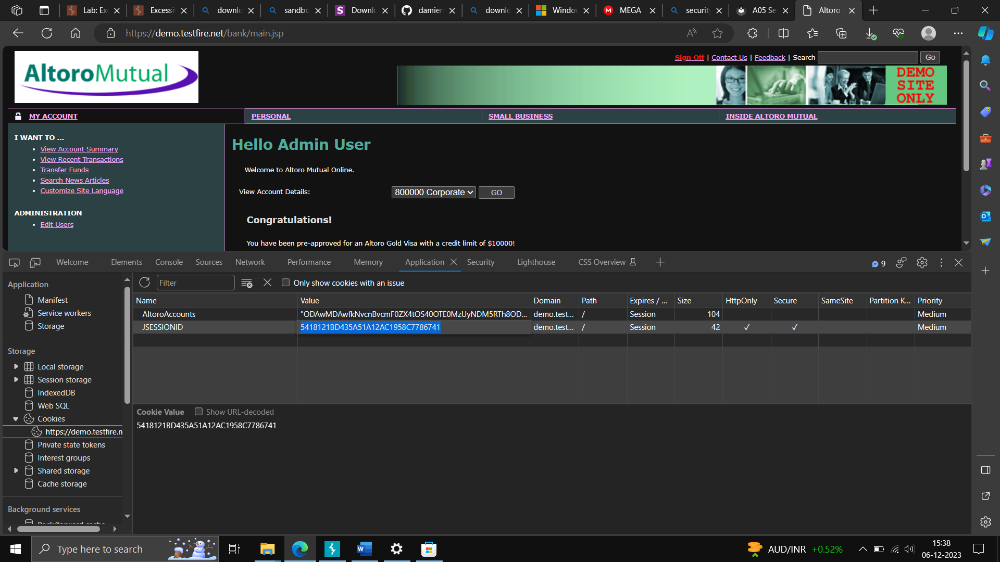 Lab: Ex
Excessiv
downlo
sandbo
Downlo
damien
downlo
Windov
MEGA
security
A05 Se
Altoro
https://demo.testfire.net/bank/main.jsp
AltoroMutual
Sign Off | Contact Us | Feedback | Search
Go
DEMO
SITE
ONLY
MY ACCOUNT
PERSONAL
SMALL BUSINESS
INSIDE ALTORO MUTUAL
I WANT TO ...
• View Account Summary
• View Recent Transactions
• Transfer Funds
• Search News Articles
• Customize Site Language
ADMINISTRATION
• Edit Users
Hello Admin User
Welcome to Altoro Mutual Online.
View Account Details:
800000 Corporate
GO
Congratulations!
You have been pre-approved for an Altoro Gold Visa with a credit limit of $10000!
Welcome Elements Console Sources Network Performance Memory Application Security Lighthouse CSS Overview
9
Application
Manifest
Service workers
Storage
Storage
Local storage
Session storage
IndexedDB
Web SQL
Cookies
https://demo.testfire.n
Private state tokens
Interest groups
Shared storage
Cache storage
Background services
Filter
Only show cookies with an issue
Name Value Domain Path Expires / ... Size HttpOnly Secure SameSite Partition K... Priority
AltoroAccounts "ODAwMDAwfkNvcnBvcmF0ZX4tOS40OTE0MzUyNDM5RTh8OD... demo.test... / Session 104 Medium
JSESSIONID 5418121BD435A51A12AC1958C7786741 demo.test... / Session 42 ✓ ✓ Medium
Cookie Value
Show URL-decoded
5418121BD435A51A12AC1958C7786741
Type here to search
AUD/INR +0.52%
15:38
06-12-2023